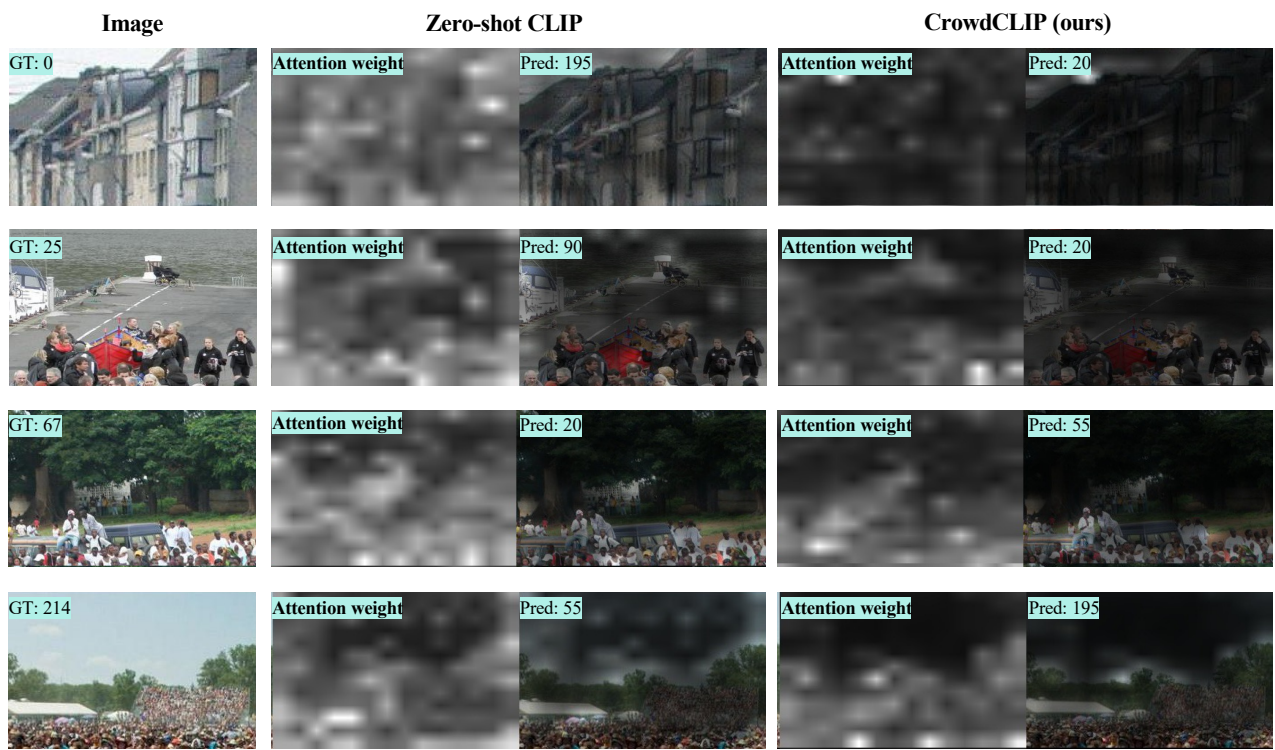 Image Zero-shot CLIP CrowdCLIP (ours)
GT: 0 Attention weight Pred: 195 Attention weight Pred: 20
GT: 25 Attention weight Pred: 90 Attention weight Pred: 20
GT: 67 Attention weight Pred: 20 Attention weight Pred: 55
GT: 214 Attention weight Pred: 55 Attention weight Pred: 195